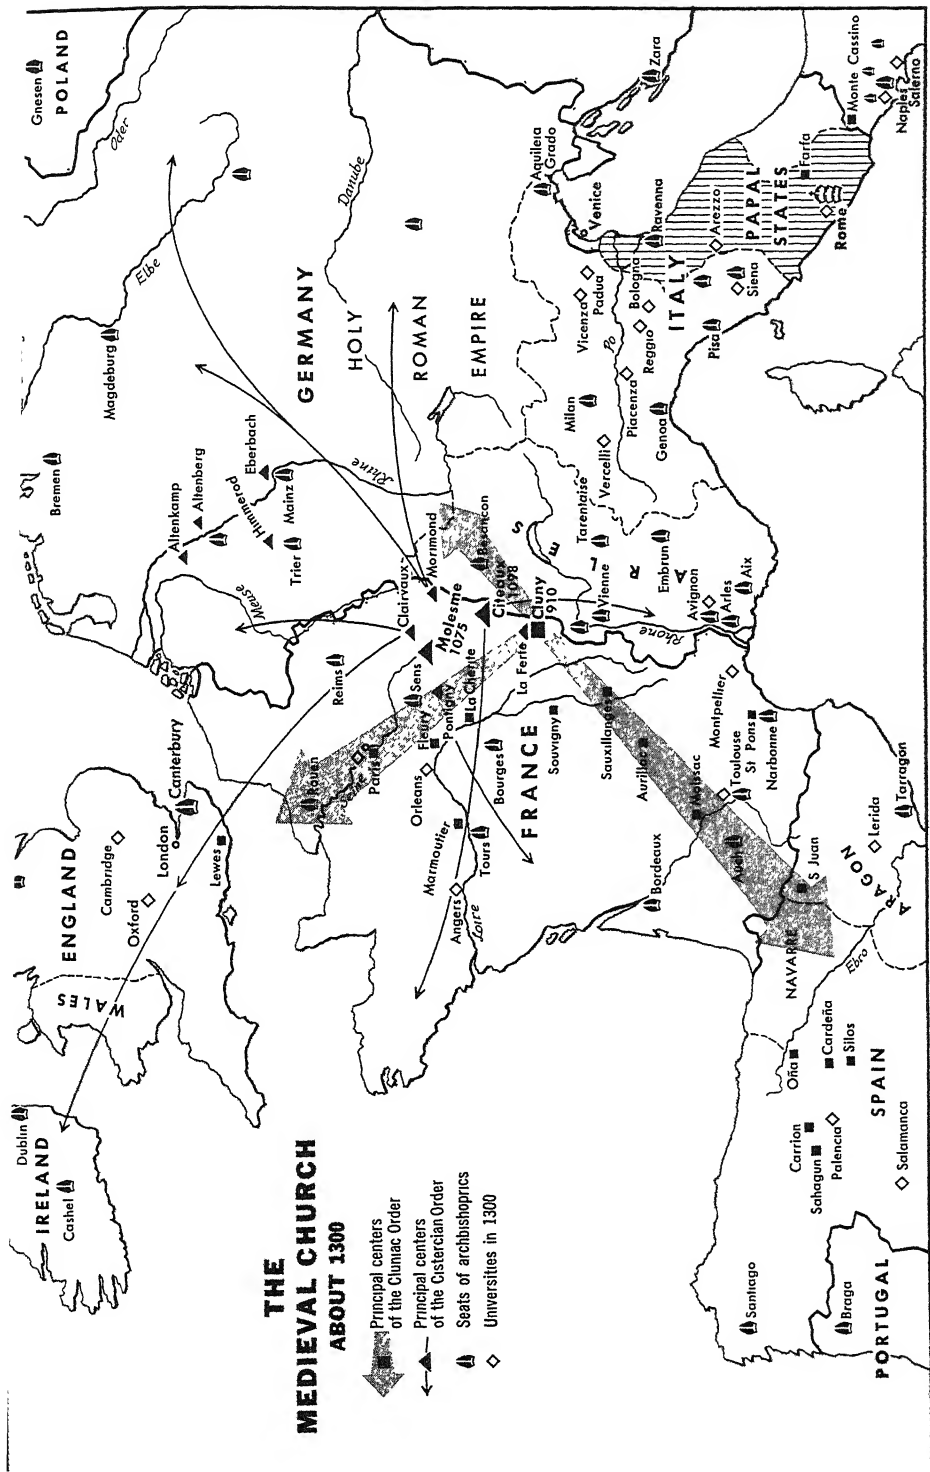 THE
MEDIEVAL CHURCH
ABOUT 1300
Principal centers
of the Cluniac Order
Principal centers
of the Cistercian Order
Seats of archbishoprics
Universities in 1300
IRELAND
Dublin
Cashel
WALES
ENGLAND
Cambridge
Oxford
London
Canterbury
Lewes
Bremen
Magdeburg
Elbe
Oder
Gnesen
POLAND
Altenkamp
Altenberg
Himmerod
Eberbach
Mainz
Trier
Meuse
Rhine
GERMANY
HOLY
ROMAN
EMPIRE
Danube
Reims
Clairvaux
Morimond
Molesme
1075
Citeaux
1098
Besancon
Cluny
910
La Ferte
Rouen
Seine
Paris
Sens
Fleury
Pontigny
La Charite
Orleans
Marmoutier
Tours
Angers
Loire
Bourges
FRANCE
Souvigny
Sauxillanges
Aurillac
Moissac
Bordeaux
Auch
Toulouse
St Pons
Narbonne
Montpellier
Avignon
Arles
Aix
Embrun
Vienne
Rhone
Tarentaise
ARLES
Milan
Vercelli
Genoa
Piacenza
Po
Reggio
Bologna
Vicenza
Padua
Venice
Aquileia
Grado
Zara
Ravenna
ITALY
Pisa
Siena
Arezzo
PAPAL
STATES
Farfa
Rome
Monte Cassino
Naples
Salerno
NAVARRE
S Juan
ARAGON
Lerida
Tarragon
Ebro
Oña
Cardeña
Silos
SPAIN
Carrion
Sahagun
Palencia
Salamanca
Santiago
Braga
PORTUGAL